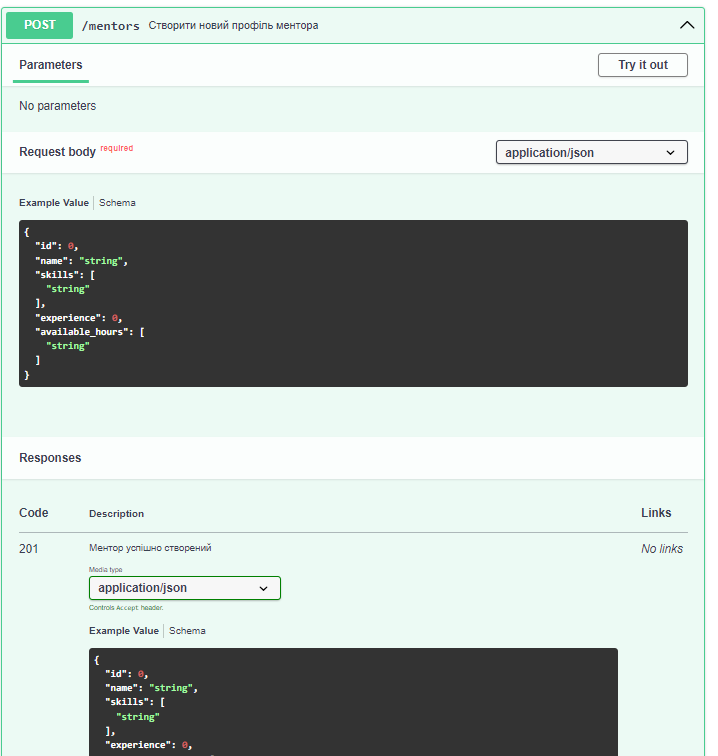 POST /mentors Створити новий профіль ментора
Parameters Try it out
No parameters
Request body required application/json
Example Value Schema
{
"id": 0,
"name": "string",
"skills": [
"string"
],
"experience": 0,
"available_hours": [
"string"
]
}
Responses
Code Description Links
201 Ментор успішно створений No links
Media type
application/json
Controls Accept header.
Example Value Schema
{
"id": 0,
"name": "string",
"skills": [
"string"
],
"experience": 0,